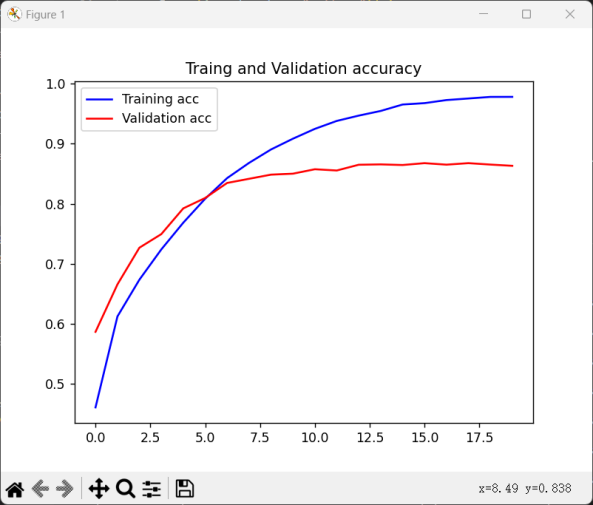 Figure 1
Traing and Validation accuracy
Training acc
Validation acc
1.0
0.9
0.8
0.7
0.6
0.5
0.0 2.5 5.0 7.5 10.0 12.5 15.0 17.5
x=8.49 y=0.838